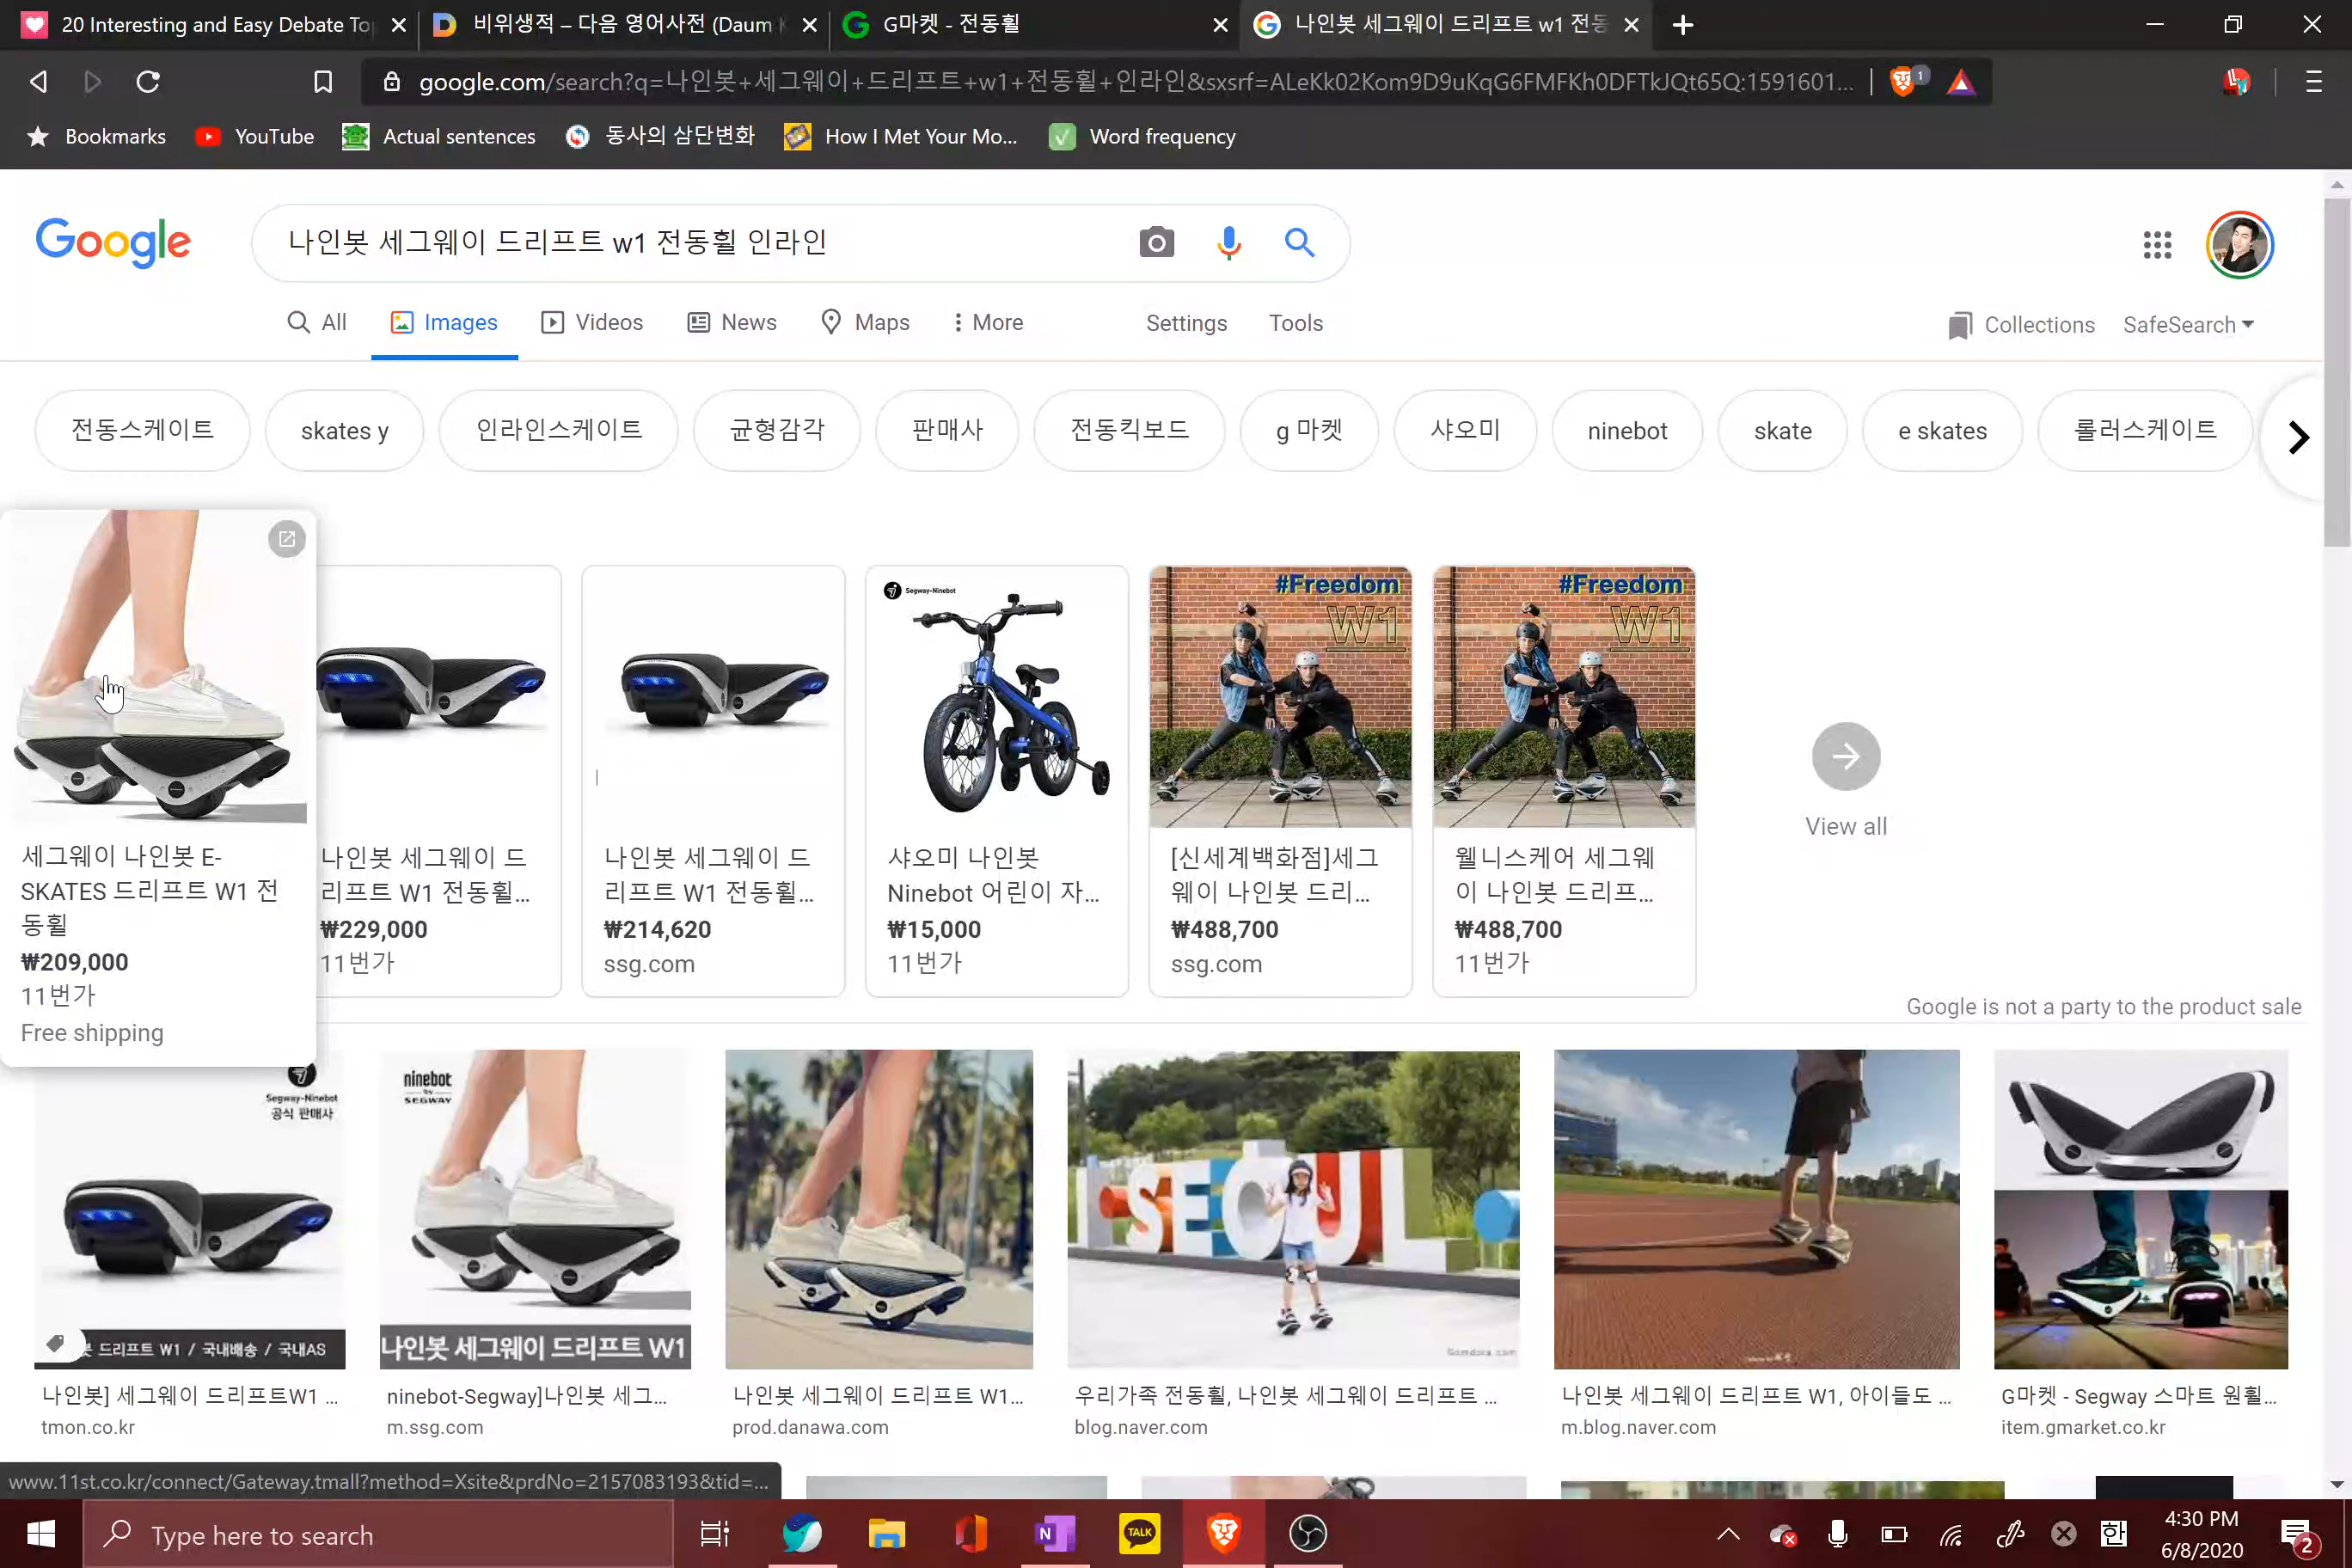 20 Interesting and Easy Debate To
비위생적 – 다음 영어사전 (Daum
G마켓 - 전동휠
나인봇 세그웨이 드리프트 w1 전동
google.com/search?q=나인봇+세그웨이+드리프트+w1+전동휠+인라인&sxsrf=ALeKk02Kom9D9uKqG6FMFKh0DFTkJQt65Q:1591601...
1
Bookmarks
YouTube
Actual sentences
동사의 삼단변화
How I Met Your Mo...
Word frequency
Google
나인봇 세그웨이 드리프트 w1 전동휠 인라인
All
Images
Videos
News
Maps
More
Settings
Tools
Collections
SafeSearch
전동스케이트
skates y
인라인스케이트
균형감각
판매사
전동킥보드
g 마켓
샤오미
ninebot
skate
e skates
롤러스케이트
세그웨이 나인봇 E-
SKATES 드리프트 W1 전
동휠
₩209,000
11번가
Free shipping
나인봇 세그웨이 드
리프트 W1 전동휠...
₩229,000
11번가
나인봇 세그웨이 드
리프트 W1 전동휠...
₩214,620
ssg.com
Segway-Ninebot
샤오미 나인봇
Ninebot 어린이 자...
₩15,000
11번가
#Freedom
W1
[신세계백화점]세그
웨이 나인봇 드리...
₩488,700
ssg.com
#Freedom
W1
웰니스케어 세그웨
이 나인봇 드리프...
₩488,700
11번가
View all
Google is not a party to the product sale
Segway-Ninebot
공식 판매사
드리프트 W1 / 국내배송 / 국내AS
나인봇] 세그웨이 드리프트W1 ...
tmon.co.kr
ninebot
by
SEGWAY
나인봇 세그웨이 드리프트 W1
ninebot-Segway]나인봇 세그...
m.ssg.com
나인봇 세그웨이 드리프트 W1...
prod.danawa.com
SEOUL
우리가족 전동휠, 나인봇 세그웨이 드리프트 ...
blog.naver.com
나인봇 세그웨이 드리프트 W1, 아이들도 ...
m.blog.naver.com
G마켓 - Segway 스마트 원휠...
item.gmarket.co.kr
www.11st.co.kr/connect/Gateway.tmall?method=Xsite&prdNo=2157083193&tid=...
Type here to search
N
TALK
한
4:30 PM
6/8/2020
2